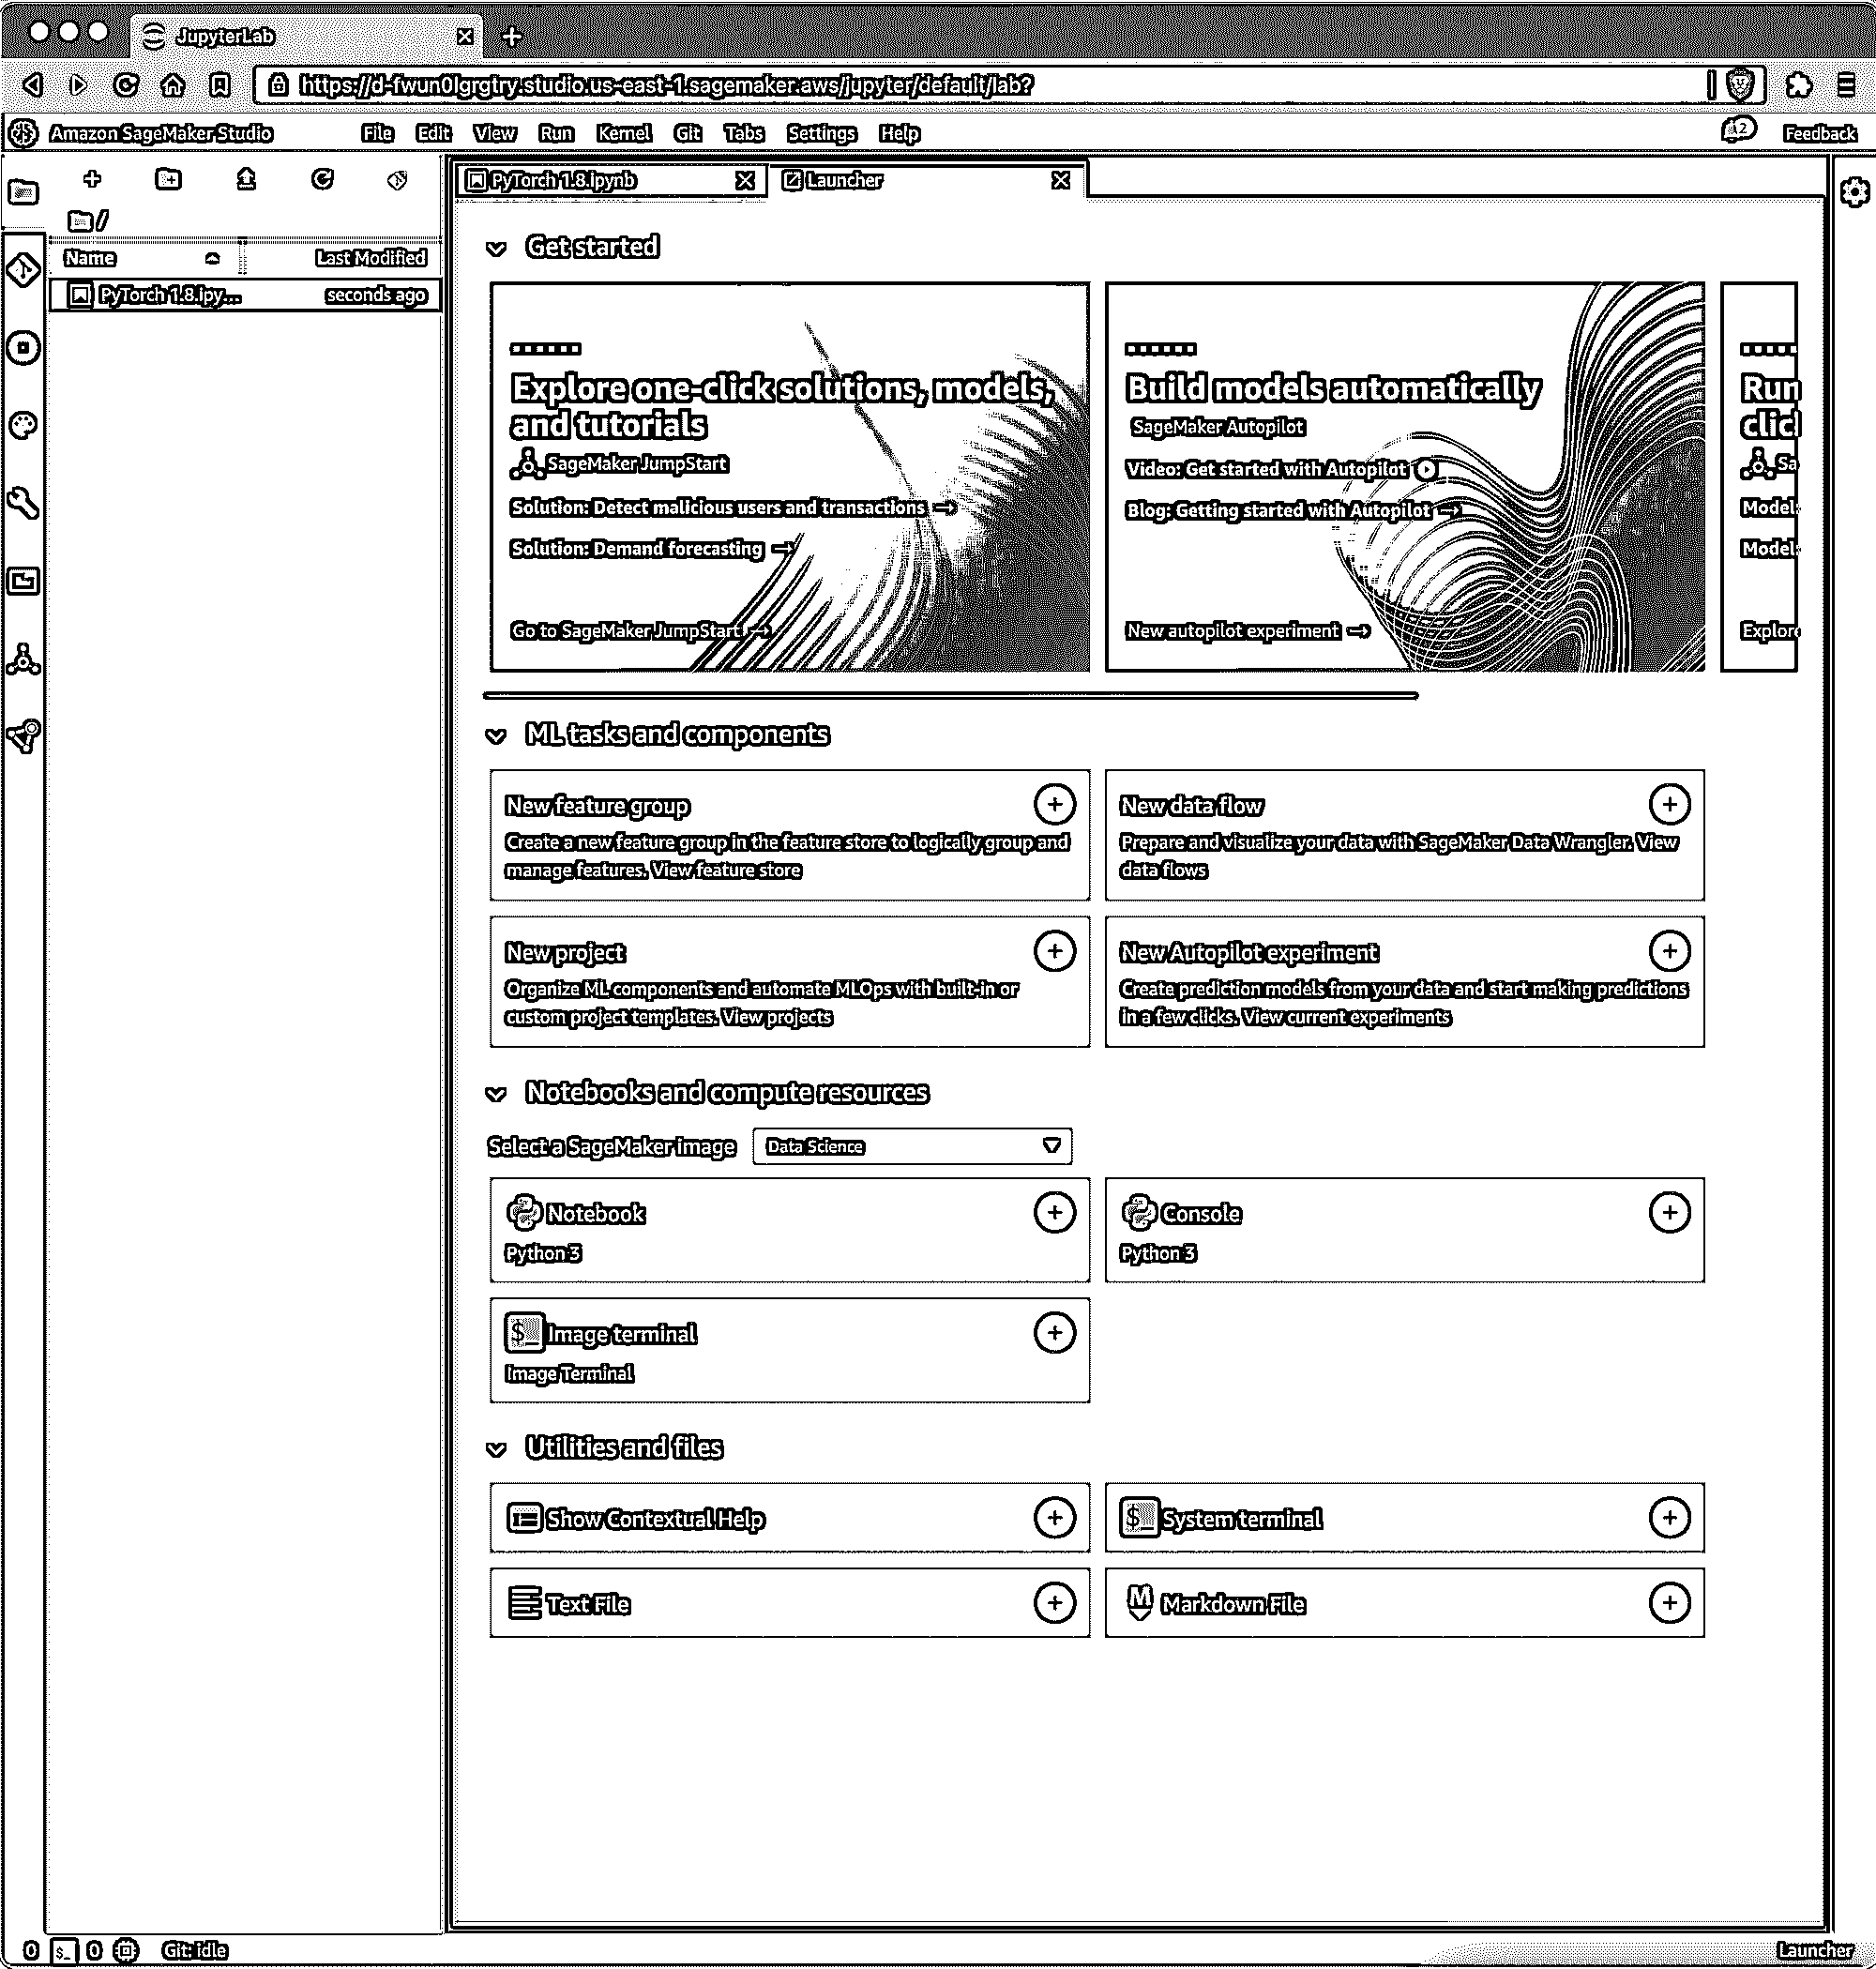 JupyterLab
https://d-fwun0lgrgtry.studio.us-east-1.sagemaker.aws/jupyter/default/lab?
Amazon SageMaker Studio File Edit View Run Kernel Git Tabs Settings Help 2 Feedback
PyTorch 1.8.ipynb Launcher
/
Name Last Modified
PyTorch 1.8.ipy... seconds ago
Get started
Explore one-click solutions, models,
and tutorials
SageMaker JumpStart
Solution: Detect malicious users and transactions →
Solution: Demand forecasting →
Go to SageMaker JumpStart →
Build models automatically
SageMaker Autopilot
Video: Get started with Autopilot
Blog: Getting started with Autopilot →
New autopilot experiment →
Run
clic
Sa
Model:
Model:
Explore
ML tasks and components
New feature group
Create a new feature group in the feature store to logically group and
manage features. View feature store
New data flow
Prepare and visualize your data with SageMaker Data Wrangler. View
data flows
New project
Organize ML components and automate MLOps with built-in or
custom project templates. View projects
New Autopilot experiment
Create prediction models from your data and start making predictions
in a few clicks. View current experiments
Notebooks and compute resources
Select a SageMaker image Data Science
Notebook
Python 3
Console
Python 3
$_ Image terminal
Image Terminal
Utilities and files
Show Contextual Help
$_ System terminal
Text File
M Markdown File
0 $_ 0 Git: idle Launcher